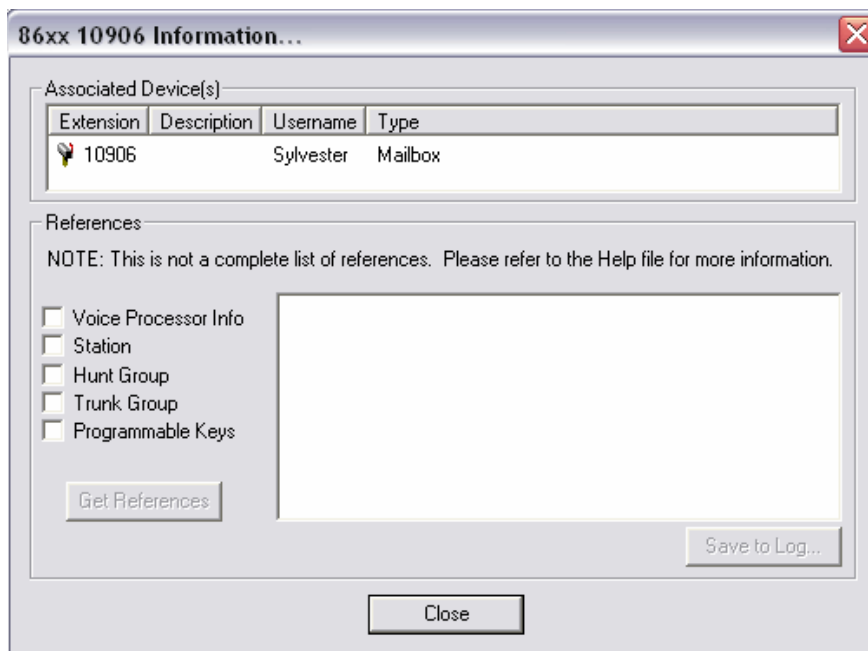 86xx 10906 Information...
Associated Device(s)
Extension Description Username Type
10906 Sylvester Mailbox
References
NOTE: This is not a complete list of references. Please refer to the Help file for more information.
Voice Processor Info
Station
Hunt Group
Trunk Group
Programmable Keys
Get References
Save to Log...
Close